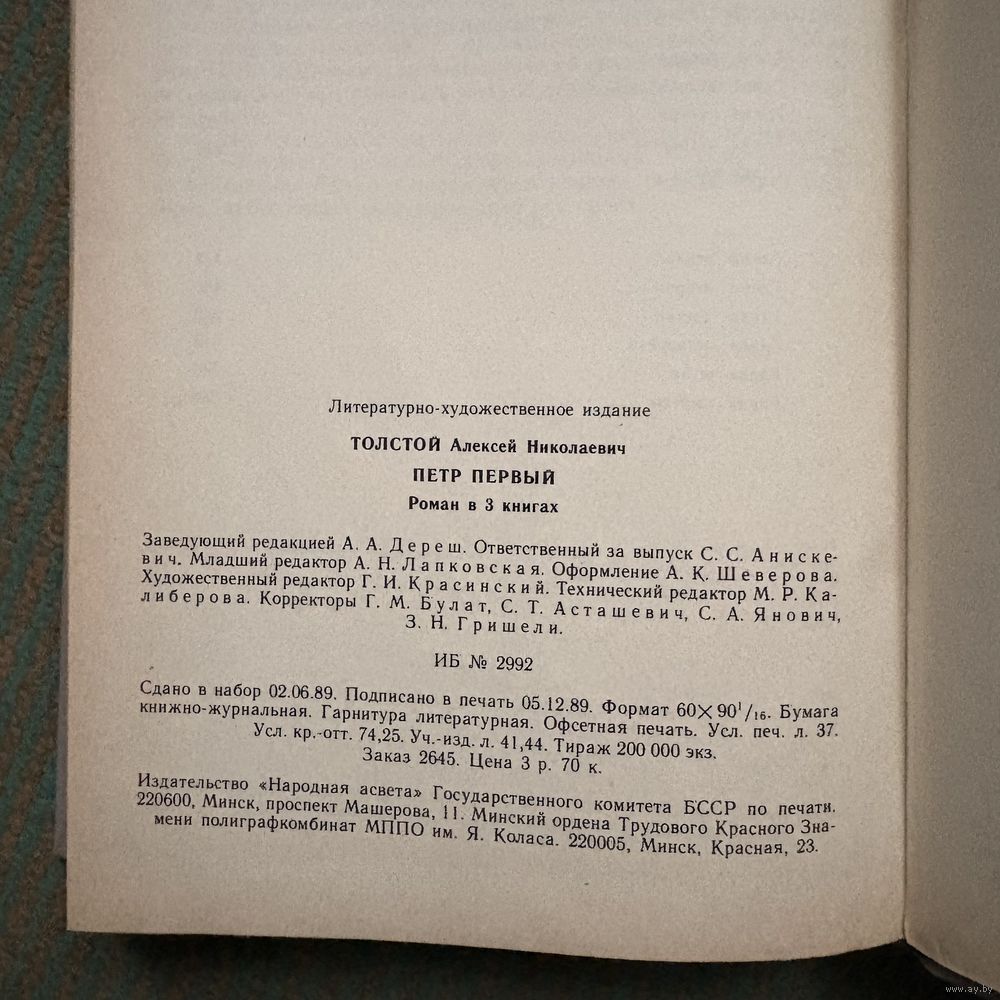 Литературно-художественное издание
ТОЛСТОЙ Алексей Николаевич
ПЕТР ПЕРВЫЙ
Роман в 3 книгах
Заведующий редакцией А. А. Дереш. Ответственный за выпуск С. С. Аниске-
вич. Младший редактор А. Н. Лапковская. Оформление А. К. Шеверова.
Художественный редактор Г. И. Красинский. Технический редактор М. Р. Ка-
либерова. Корректоры Г. М. Булат, С. Т. Асташевич, С. А. Янович,
З. Н. Гришели.
ИБ № 2992
Сдано в набор 02.06.89. Подписано в печать 05.12.89. Формат 60×90¹/₁₆. Бумага
книжно-журнальная. Гарнитура литературная. Офсетная печать. Усл. печ. л. 37.
Усл. кр.-отт. 74,25. Уч.-изд. л. 41,44. Тираж 200 000 экз.
Заказ 2645. Цена 3 р. 70 к.
Издательство «Народная асвета» Государственного комитета БССР по печати.
220600, Минск, проспект Машерова, 11. Минский ордена Трудового Красного Зна-
мени полиграфкомбинат МППО им. Я. Коласа. 220005, Минск, Красная, 23.
www.ay.by